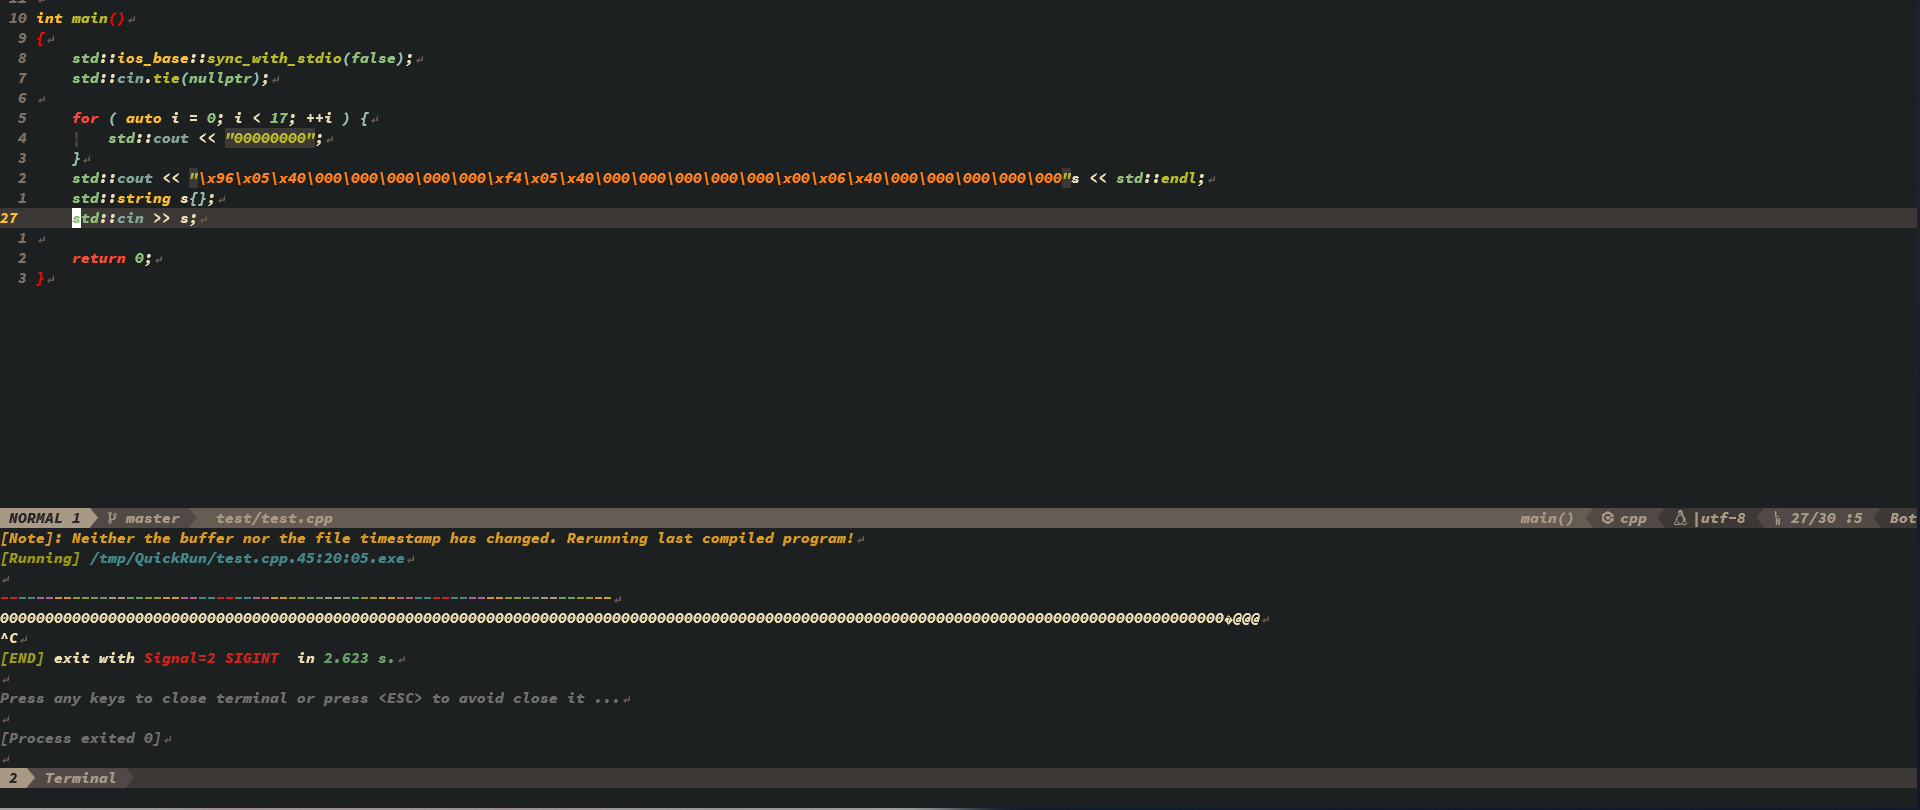 11 ↵
10 int main()↵
9 {↵
8     std::ios_base::sync_with_stdio(false);↵
7     std::cin.tie(nullptr);↵
6 ↵
5     for ( auto i = 0; i < 17; ++i ) {↵
4     ¦   std::cout << "00000000";↵
3     }↵
2     std::cout << "\x96\x05\x40\000\000\000\000\000\xf4\x05\x40\000\000\000\000\000\x00\x06\x40\000\000\000\000\000"s << std::endl;↵
1     std::string s{};↵
27     std::cin >> s;↵
1 ↵
2     return 0;↵
3 }↵
NORMAL 1 master test/test.cpp main() cpp |utf-8 LN 27/30 :5 Bot
[Note]: Neither the buffer nor the file timestamp has changed. Rerunning last compiled program!↵
[Running] /tmp/QuickRun/test.cpp.45:20:05.exe↵
↵
--------------------------------------------------------------------↵
0000000000000000000000000000000000000000000000000000000000000000000000000000000000000000000000000000000000000000000000000000000000000000�@@@↵
^C↵
[END] exit with Signal=2 SIGINT  in 2.623 s.↵
↵
Press any keys to close terminal or press <ESC> to avoid close it ...↵
↵
[Process exited 0]↵
↵
2 Terminal